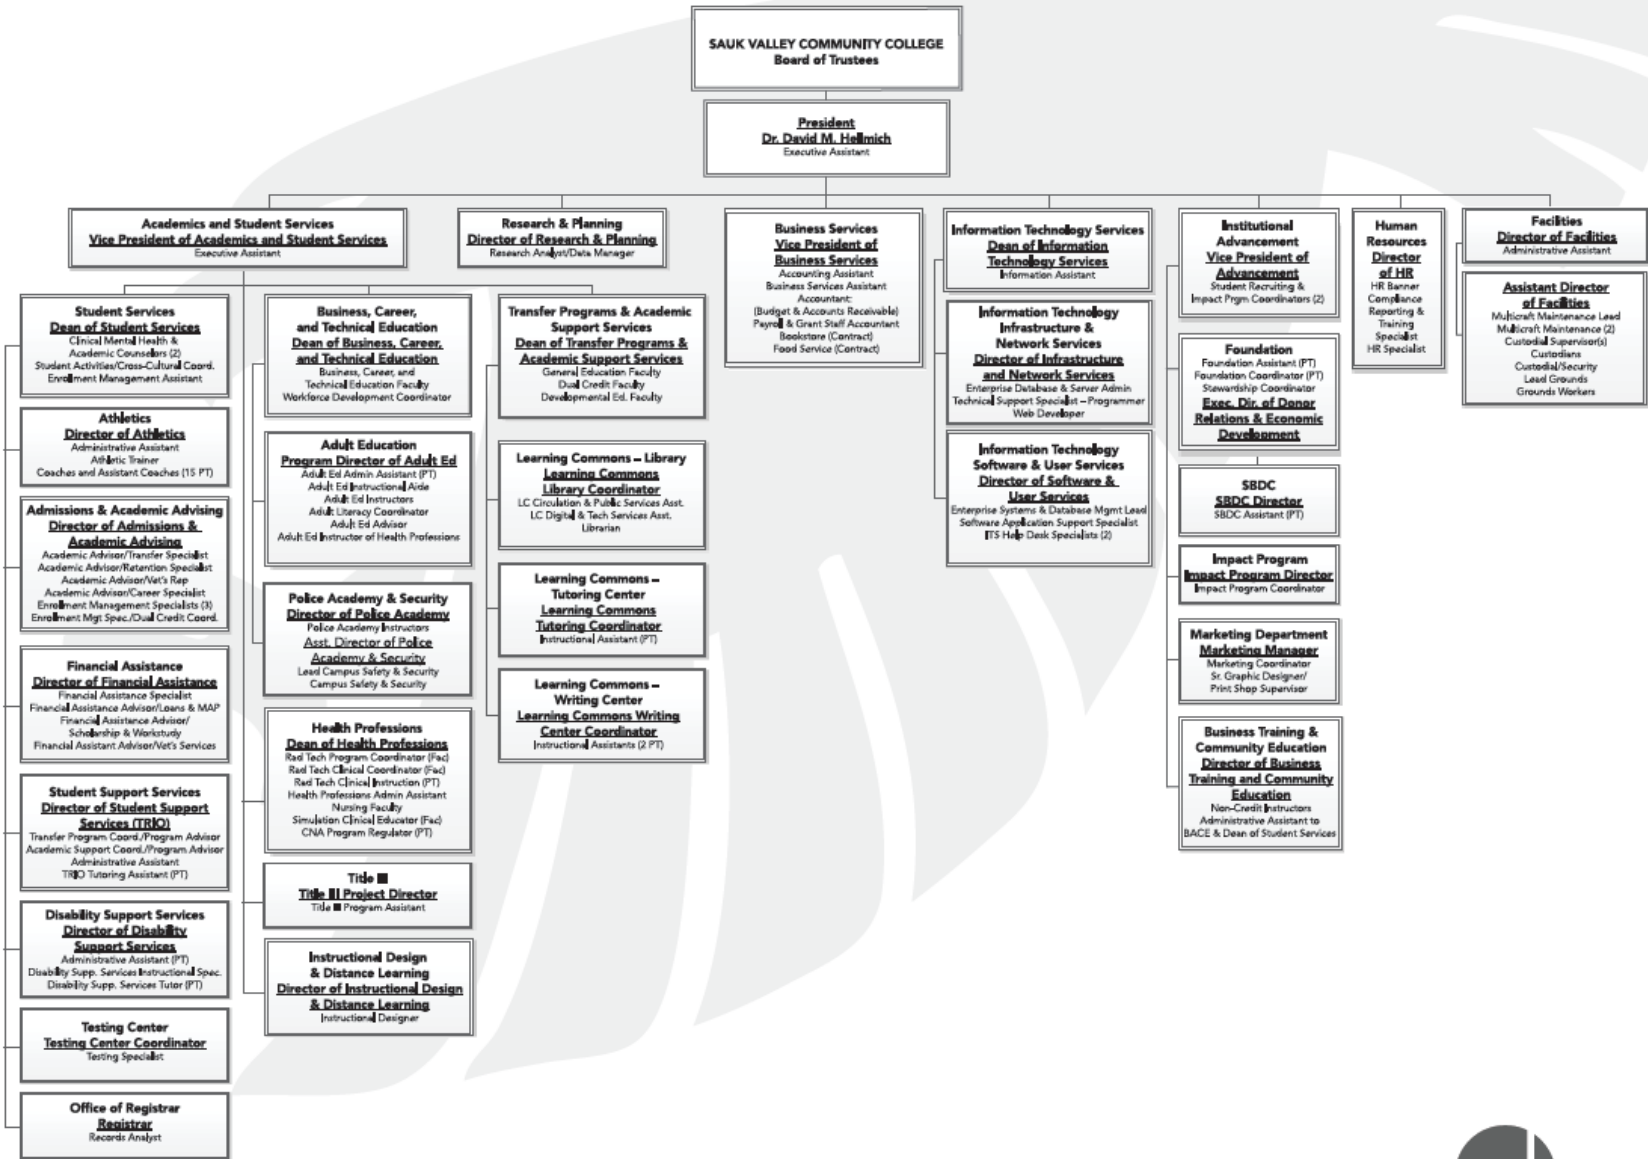 SAUK VALLEY COMMUNITY COLLEGE
Board of Trustees
President
Dr. David M. Hellmich
Executive Assistant
Academics and Student Services
Vice President of Academics and Student Services
Executive Assistant
Research & Planning
Director of Research & Planning
Research Analyst/Data Manager
Business Services
Vice President of
Business Services
Accounting Assistant
Business Services Assistant
Accountant:
(Budget & Accounts Receivable)
Payroll & Grant Staff Accountant
Bookstore (Contract)
Food Service (Contract)
Information Technology Services
Dean of Information
Technology Services
Information Assistant
Institutional
Advancement
Vice President of
Advancement
Student Recruiting &
Impact Prgm Coordinators (2)
Human
Resources
Director
of HR
HR Banner
Compliance
Reporting &
Training
Specialist
HR Specialist
Facilities
Director of Facilities
Administrative Assistant
Student Services
Dean of Student Services
Clinical Mental Health &
Academic Counselors (2)
Student Activities/Cross-Cultural Coord.
Enrollment Management Assistant
Athletics
Director of Athletics
Administrative Assistant
Athletic Trainer
Coaches and Assistant Coaches (15 PT)
Admissions & Academic Advising
Director of Admissions &
Academic Advising
Academic Advisor/Transfer Specialist
Academic Advisor/Retention Specialist
Academic Advisor/Vet's Rep
Academic Advisor/Career Specialist
Enrollment Management Specialists (3)
Enrollment Mgt Spec./Dual Credit Coord.
Financial Assistance
Director of Financial Assistance
Financial Assistance Specialist
Financial Assistance Advisor/Loans & MAP
Financial Assistance Advisor/
Scholarship & Workstudy
Financial Assistant Advisor/Vet's Services
Student Support Services
Director of Student Support
Services (TRIO)
Transfer Program Coord./Program Advisor
Academic Support Coord./Program Advisor
Administrative Assistant
TRIO Tutoring Assistant (PT)
Disability Support Services
Director of Disability
Support Services
Administrative Assistant (PT)
Disability Supp. Services Instructional Spec.
Disability Supp. Services Tutor (PT)
Testing Center
Testing Center Coordinator
Testing Specialist
Office of Registrar
Registrar
Records Analyst
Business, Career,
and Technical Education
Dean of Business, Career,
and Technical Education
Business, Career, and
Technical Education Faculty
Workforce Development Coordinator
Adult Education
Program Director of Adult Ed
Adult Ed Admin Assistant (PT)
Adult Ed Instructional Aide
Adult Ed Instructors
Adult Literacy Coordinator
Adult Ed Advisor
Adult Ed Instructor of Health Professions
Police Academy & Security
Director of Police Academy
Police Academy Instructors
Asst. Director of Police
Academy & Security
Lead Campus Safety & Security
Campus Safety & Security
Health Professions
Dean of Health Professions
Rad Tech Program Coordinator (Fac)
Rad Tech Clinical Coordinator (Fac)
Rad Tech Clinical Instruction (PT)
Health Professions Admin Assistant
Nursing Faculty
Simulation Clinical Educator (Fac)
CNA Program Regulator (PT)
Title III
Title III Project Director
Title III Program Assistant
Instructional Design
& Distance Learning
Director of Instructional Design
& Distance Learning
Instructional Designer
Transfer Programs & Academic
Support Services
Dean of Transfer Programs &
Academic Support Services
General Education Faculty
Dual Credit Faculty
Developmental Ed. Faculty
Learning Commons – Library
Learning Commons
Library Coordinator
LC Circulation & Public Services Asst.
LC Digital & Tech Services Asst.
Librarian
Learning Commons –
Tutoring Center
Learning Commons
Tutoring Coordinator
Instructional Assistant (PT)
Learning Commons –
Writing Center
Learning Commons Writing
Center Coordinator
Instructional Assistants (2 PT)
Information Technology
Infrastructure &
Network Services
Director of Infrastructure
and Network Services
Enterprise Database & Server Admin
Technical Support Specialist – Programmer
Web Developer
Information Technology
Software & User Services
Director of Software &
User Services
Enterprise Systems & Database Mgmt Lead
Software Application Support Specialist
ITS Help Desk Specialists (2)
Foundation
Foundation Assistant (PT)
Foundation Coordinator (PT)
Stewardship Coordinator
Exec. Dir. of Donor
Relations & Economic
Development
SBDC
SBDC Director
SBDC Assistant (PT)
Impact Program
Impact Program Director
Impact Program Coordinator
Marketing Department
Marketing Manager
Marketing Coordinator
Sr. Graphic Designer/
Print Shop Supervisor
Business Training &
Community Education
Director of Business
Training and Community
Education
Non-Credit Instructors
Administrative Assistant to
BACE & Dean of Student Services
Assistant Director
of Facilities
Multicraft Maintenance Lead
Multicraft Maintenance (2)
Custodial Supervisor(s)
Custodians
Custodial/Security
Lead Grounds
Grounds Workers